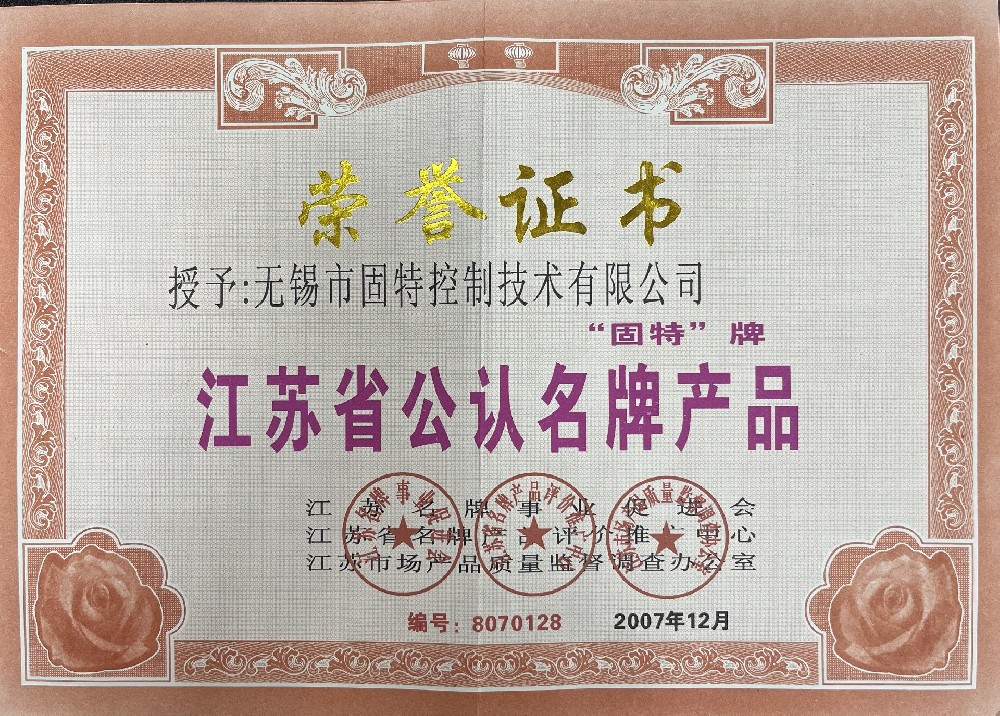 荣誉证书
授予:无锡市固特控制技术有限公司
“固特”牌
江苏省公认名牌产品
江苏名牌事业促进会
江苏省名牌产品评价推广中心
江苏市场产品质量监督调查办公室
编号：8070128 2007年12月